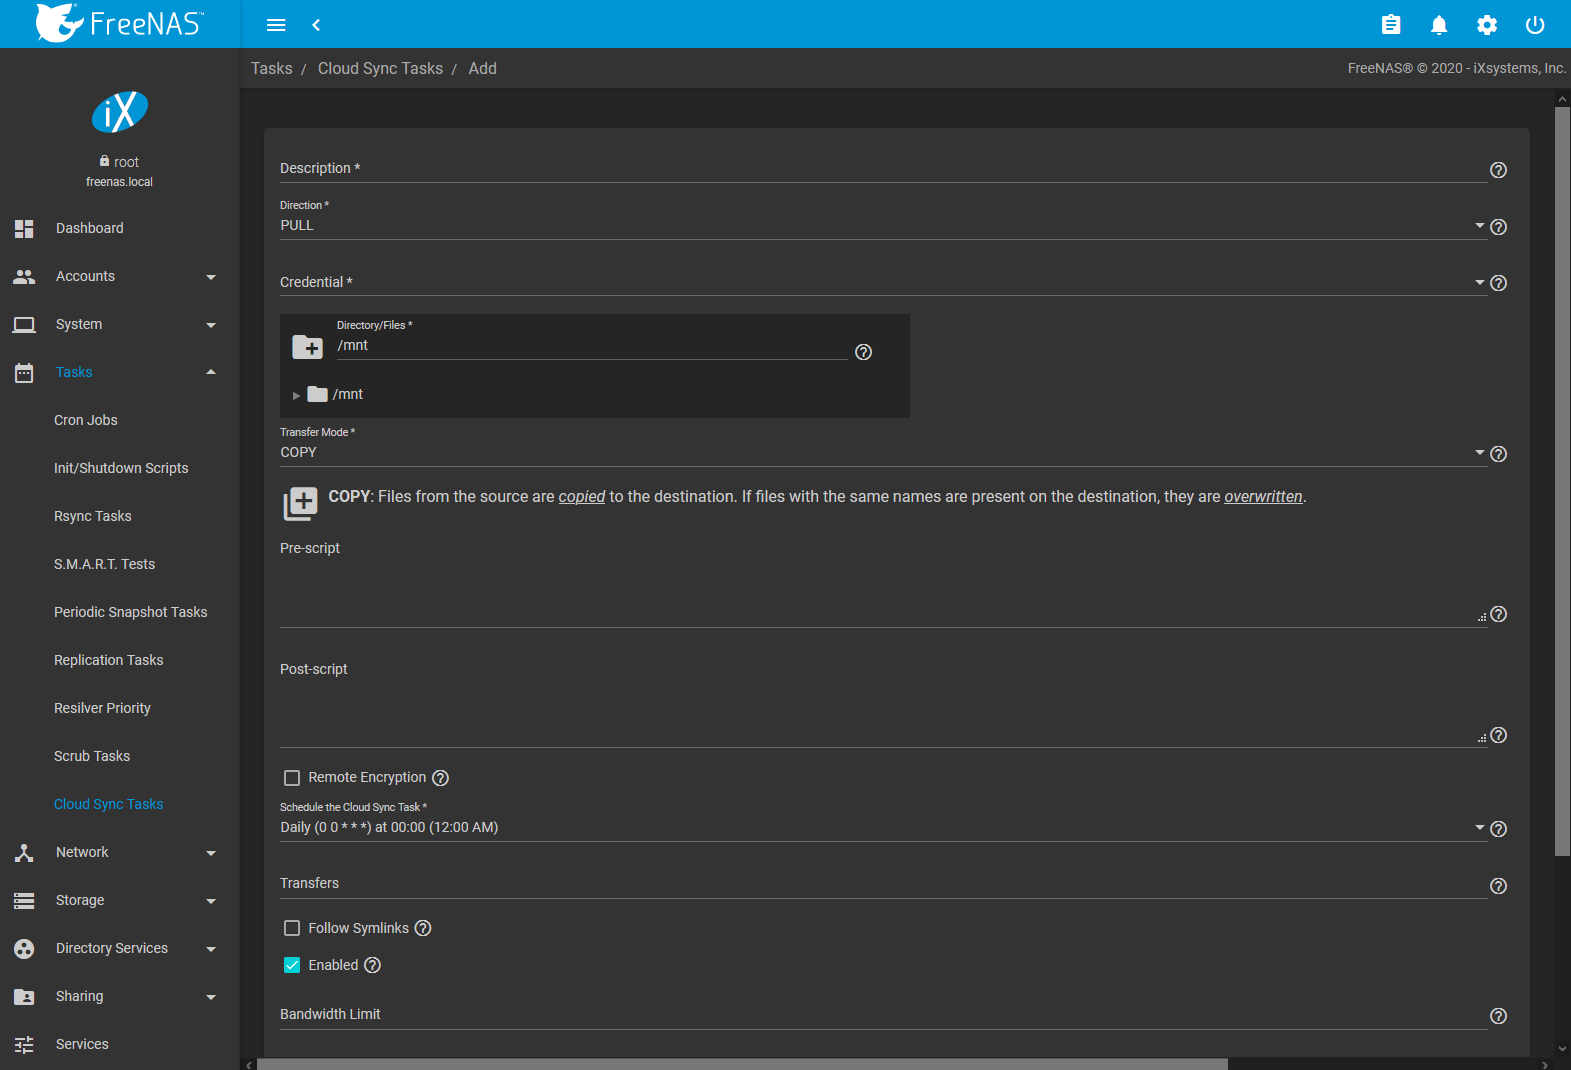 FreeNAS™
Tasks / Cloud Sync Tasks / Add
FreeNAS® © 2020 - iXsystems, Inc.
iX
root
freenas.local
Dashboard
Accounts
System
Tasks
Cron Jobs
Init/Shutdown Scripts
Rsync Tasks
S.M.A.R.T. Tests
Periodic Snapshot Tasks
Replication Tasks
Resilver Priority
Scrub Tasks
Cloud Sync Tasks
Network
Storage
Directory Services
Sharing
Services
Description *
Direction *
PULL
Credential *
Directory/Files *
/mnt
/mnt
Transfer Mode *
COPY
COPY: Files from the source are copied to the destination. If files with the same names are present on the destination, they are overwritten.
Pre-script
Post-script
Remote Encryption
Schedule the Cloud Sync Task *
Daily (0 0 * * *) at 00:00 (12:00 AM)
Transfers
Follow Symlinks
Enabled
Bandwidth Limit